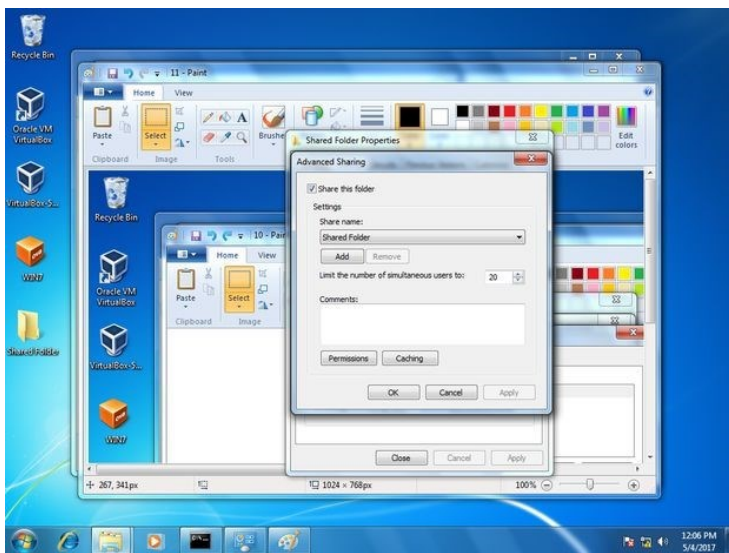 Recycle Bin
11 - Paint
Home View
Oracle VM
VirtualBox
Paste
Select
Edit
colors
Clipboard
Image
Tools
Shared Folder Properties
Advanced Sharing
Share this folder
Settings
Share name:
Shared Folder
Add
Remove
Limit the number of simultaneous users to:
20
Comments:
Permissions
Caching
OK
Cancel
Apply
Close
Cancel
Apply
VirtualBox-S...
WIN7
Shared Folder
Recycle Bin
Home
View
Oracle VM
VirtualBox
Paste
Select
Clipboard
Image
VirtualBox-S...
WIN7
267, 341px
1024 × 768px
100%
12:06 PM
5/4/2017